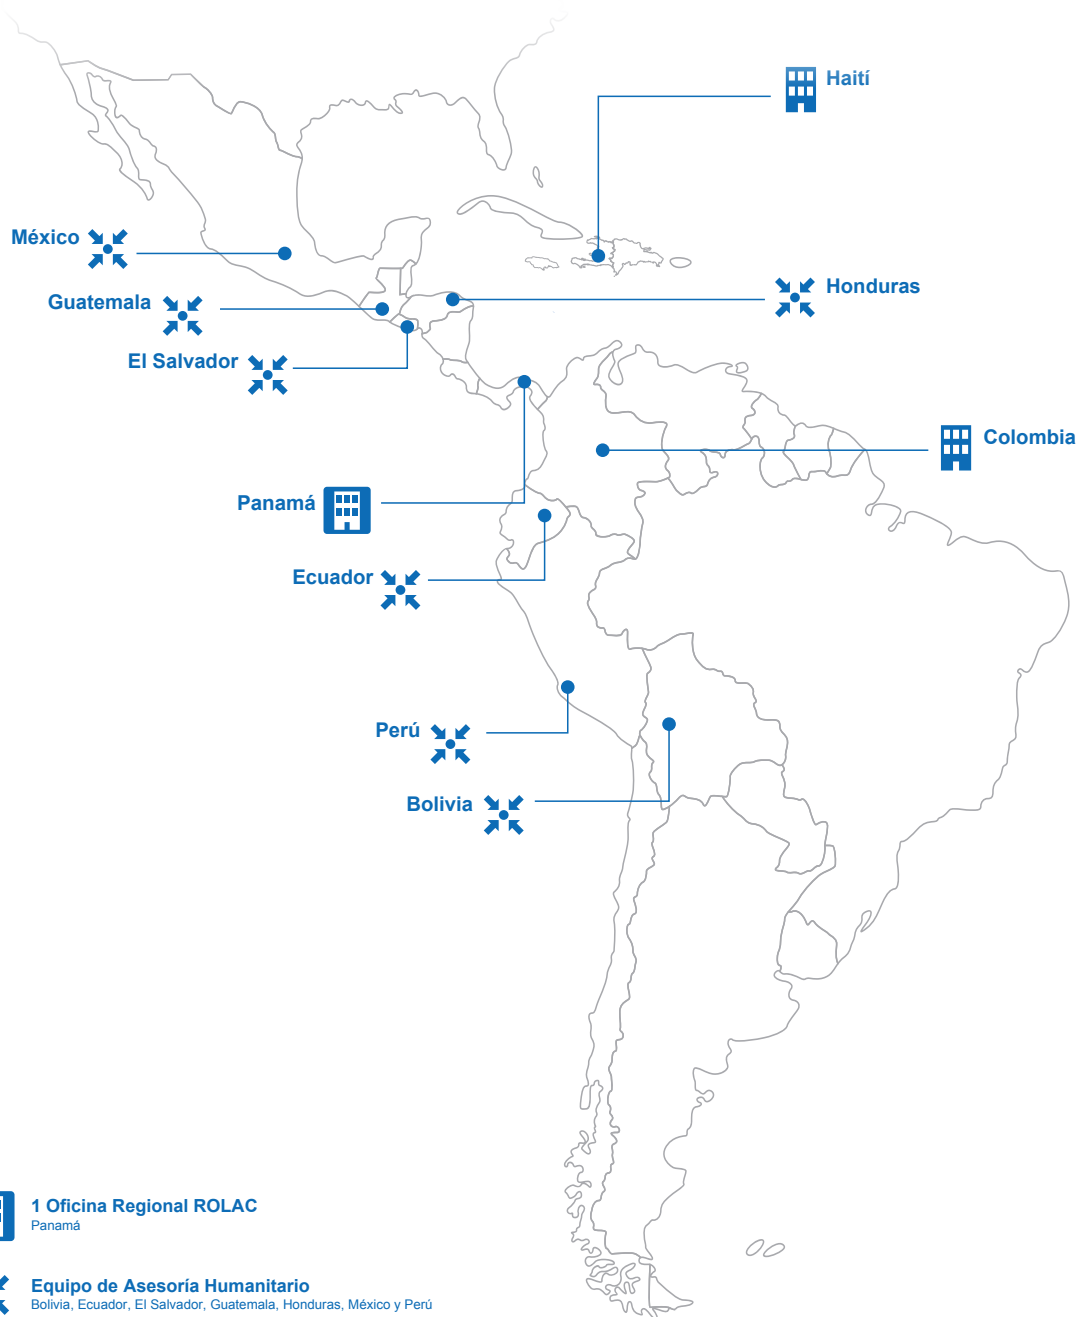 Haití
México
Honduras
Guatemala
El Salvador
Colombia
Panamá
Ecuador
Perú
Bolivia
1 Oficina Regional ROLAC
Panamá
Equipo de Asesoría Humanitario
Bolivia, Ecuador, El Salvador, Guatemala, Honduras, México y Perú